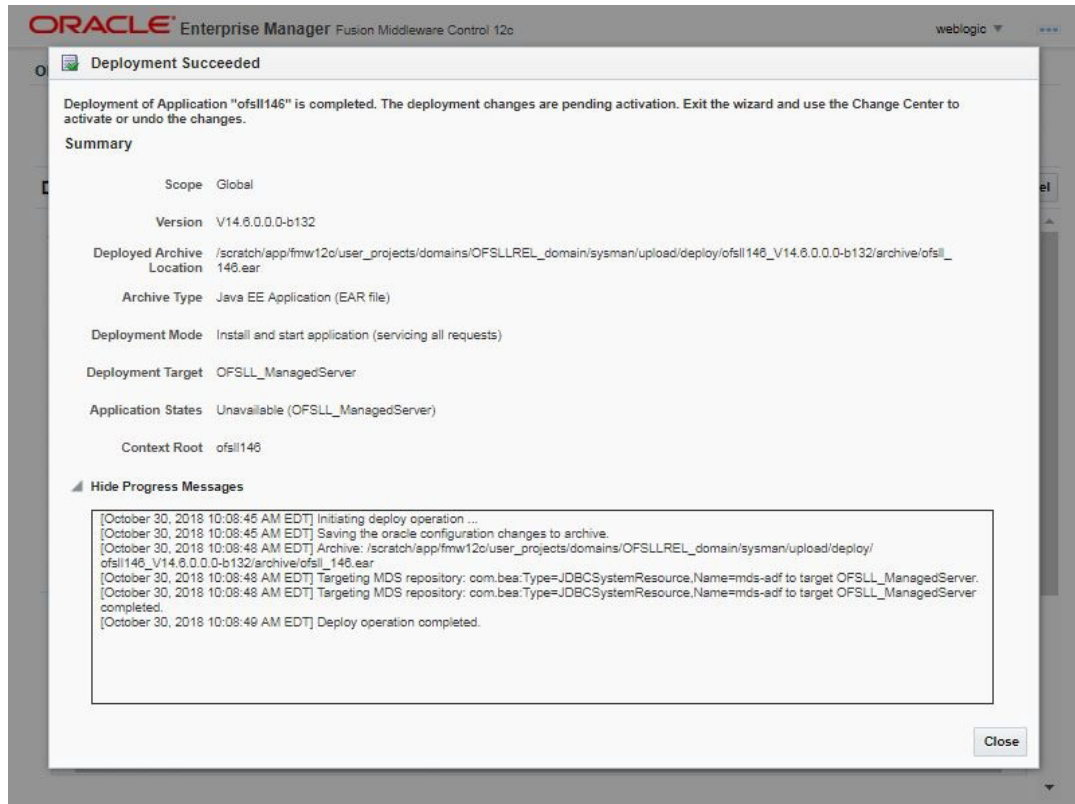 ORACLE Enterprise Manager Fusion Middleware Control 12c
weblogic
Deployment Succeeded
Deployment of Application "ofsll146" is completed. The deployment changes are pending activation. Exit the wizard and use the Change Center to
activate or undo the changes.
Summary
Scope Global
Version V14.6.0.0.0-b132
Deployed Archive /scratch/app/fmw12c/user_projects/domains/OFSLLREL_domain/sysman/upload/deploy/ofsll146_V14.6.0.0.0-b132/archive/ofsll_
Location 146.ear
Archive Type Java EE Application (EAR file)
Deployment Mode Install and start application (servicing all requests)
Deployment Target OFSLL_ManagedServer
Application States Unavailable (OFSLL_ManagedServer)
Context Root ofsll146
Hide Progress Messages
[October 30, 2018 10:08:45 AM EDT] Initiating deploy operation ...
[October 30, 2018 10:08:45 AM EDT] Saving the oracle configuration changes to archive.
[October 30, 2018 10:08:48 AM EDT] Archive: /scratch/app/fmw12c/user_projects/domains/OFSLLREL_domain/sysman/upload/deploy/
ofsll146_V14.6.0.0.0-b132/archive/ofsll_146.ear
[October 30, 2018 10:08:48 AM EDT] Targeting MDS repository: com.bea:Type=JDBCSystemResource,Name=mds-adf to target OFSLL_ManagedServer.
[October 30, 2018 10:08:48 AM EDT] Targeting MDS repository: com.bea:Type=JDBCSystemResource,Name=mds-adf to target OFSLL_ManagedServer
completed.
[October 30, 2018 10:08:49 AM EDT] Deploy operation completed.
Close